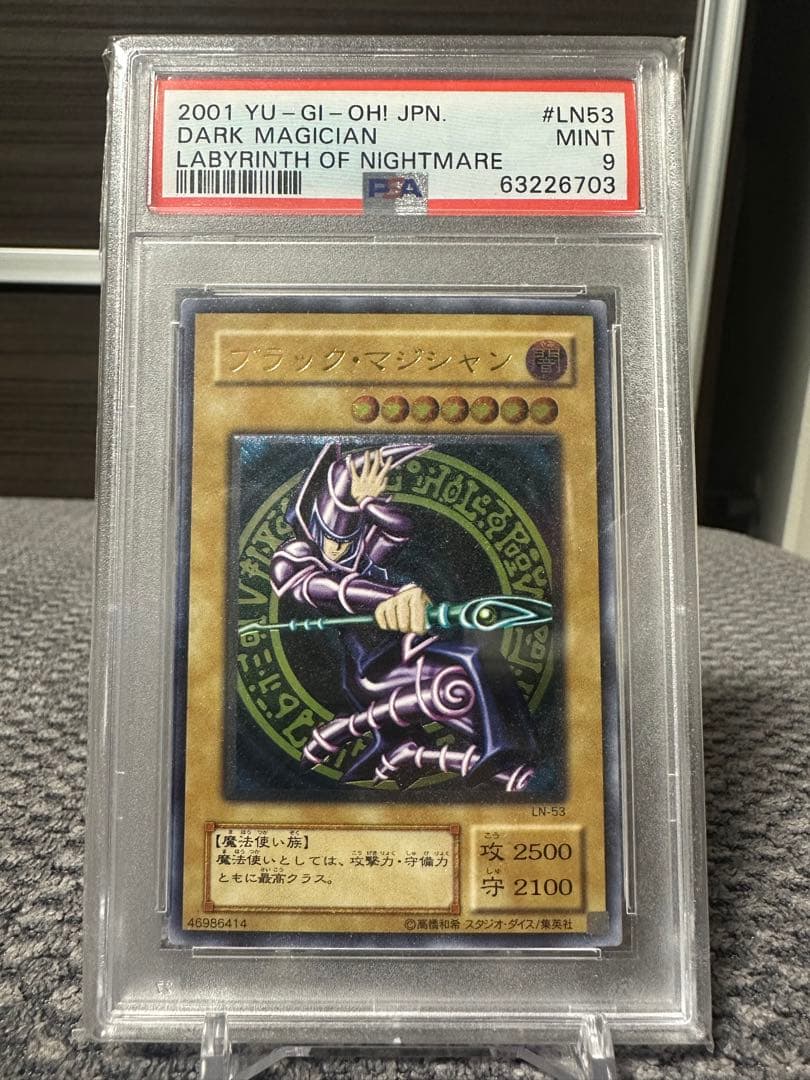 2001 YU-GI-OH! JPN. #LN53
DARK MAGICIAN MINT
LABYRINTH OF NIGHTMARE 9
PSA 63226703
ブラック・マジシャン 闇
LN-53
【魔法使い族】
魔法使いとしては、攻撃力・守備力
ともに最高クラス。
攻 2500
守 2100
46986414 ©高橋和希 スタジオ・ダイス/集英社